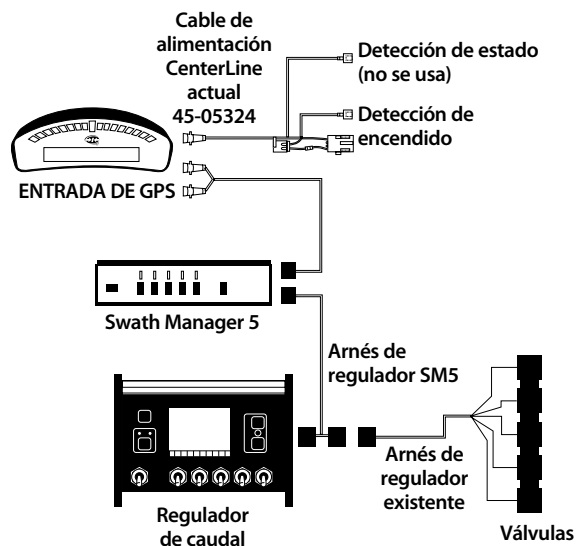 Cable de
alimentación
CenterLine
actual
45-05324
Detección de estado
(no se usa)
Detección de
encendido
ENTRADA DE GPS
Swath Manager 5
Arnés de
regulador SM5
Arnés de
regulador
existente
Regulador
de caudal
Válvulas